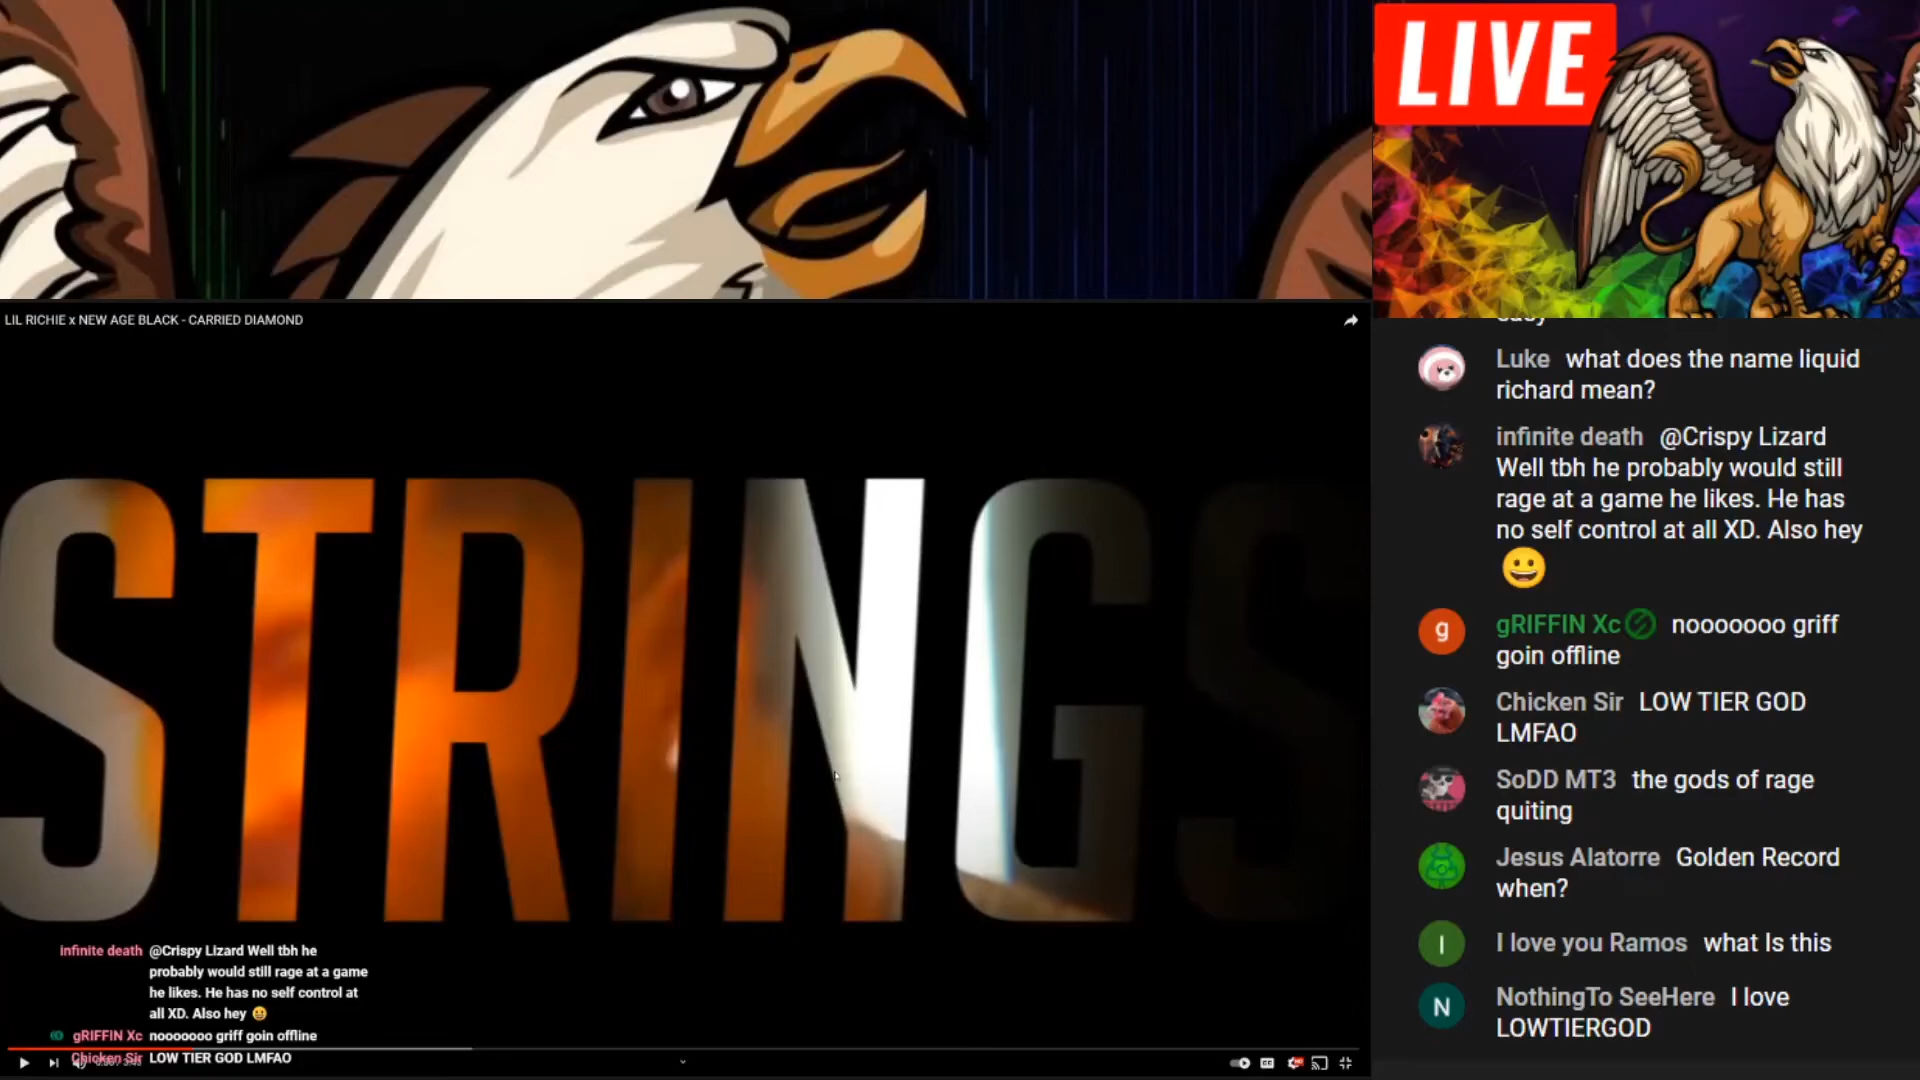 LIVE
LIL RICHIE x NEW AGE BLACK - CARRIED DIAMOND
STRINGS
infinite death @Crispy Lizard Well tbh he
probably would still rage at a game
he likes. He has no self control at
all XD. Also hey 😀
gRIFFIN Xc nooooooo griff goin offline
Chicken Sir LOW TIER GOD LMFAO
Luke what does the name liquid
richard mean?
infinite death @Crispy Lizard
Well tbh he probably would still
rage at a game he likes. He has
no self control at all XD. Also hey
😀
g
gRIFFIN Xc nooooooo griff
goin offline
Chicken Sir LOW TIER GOD
LMFAO
SoDD MT3 the gods of rage
quiting
Jesus Alatorre Golden Record
when?
I
I love you Ramos what Is this
N
NothingTo SeeHere I love
LOWTIERGOD